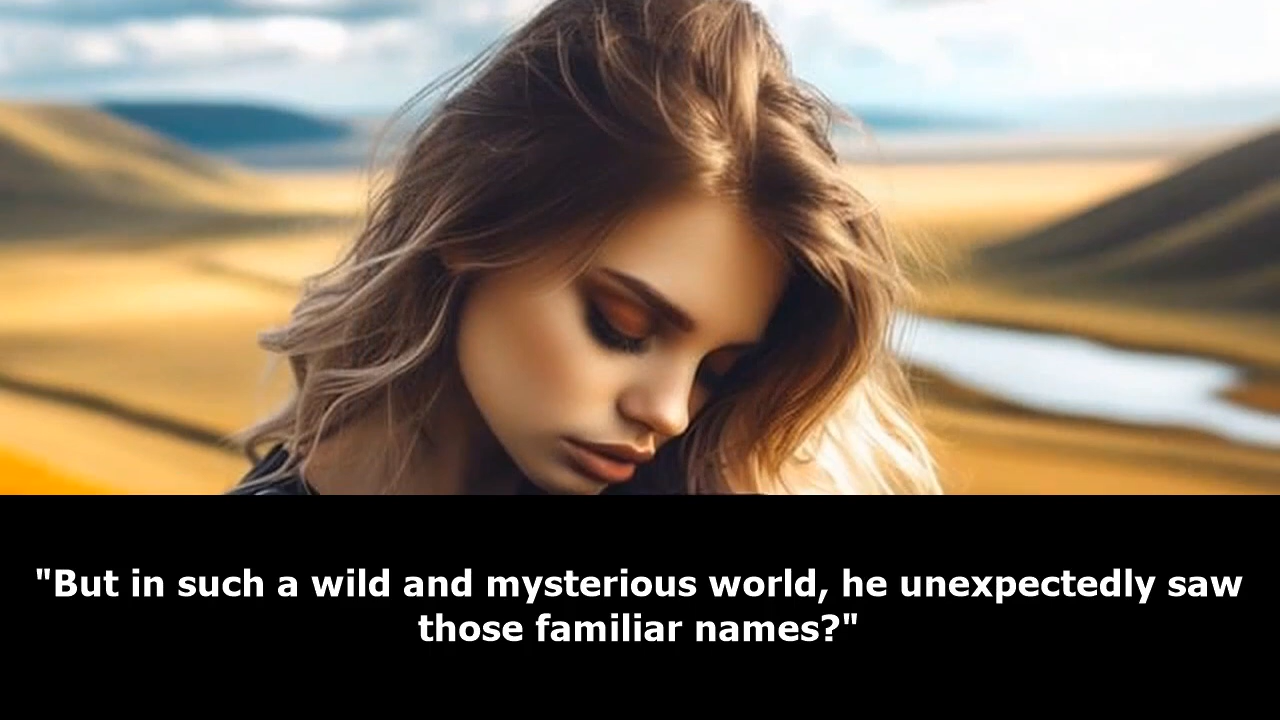 "But in such a wild and mysterious world, he unexpectedly saw
those familiar names?"